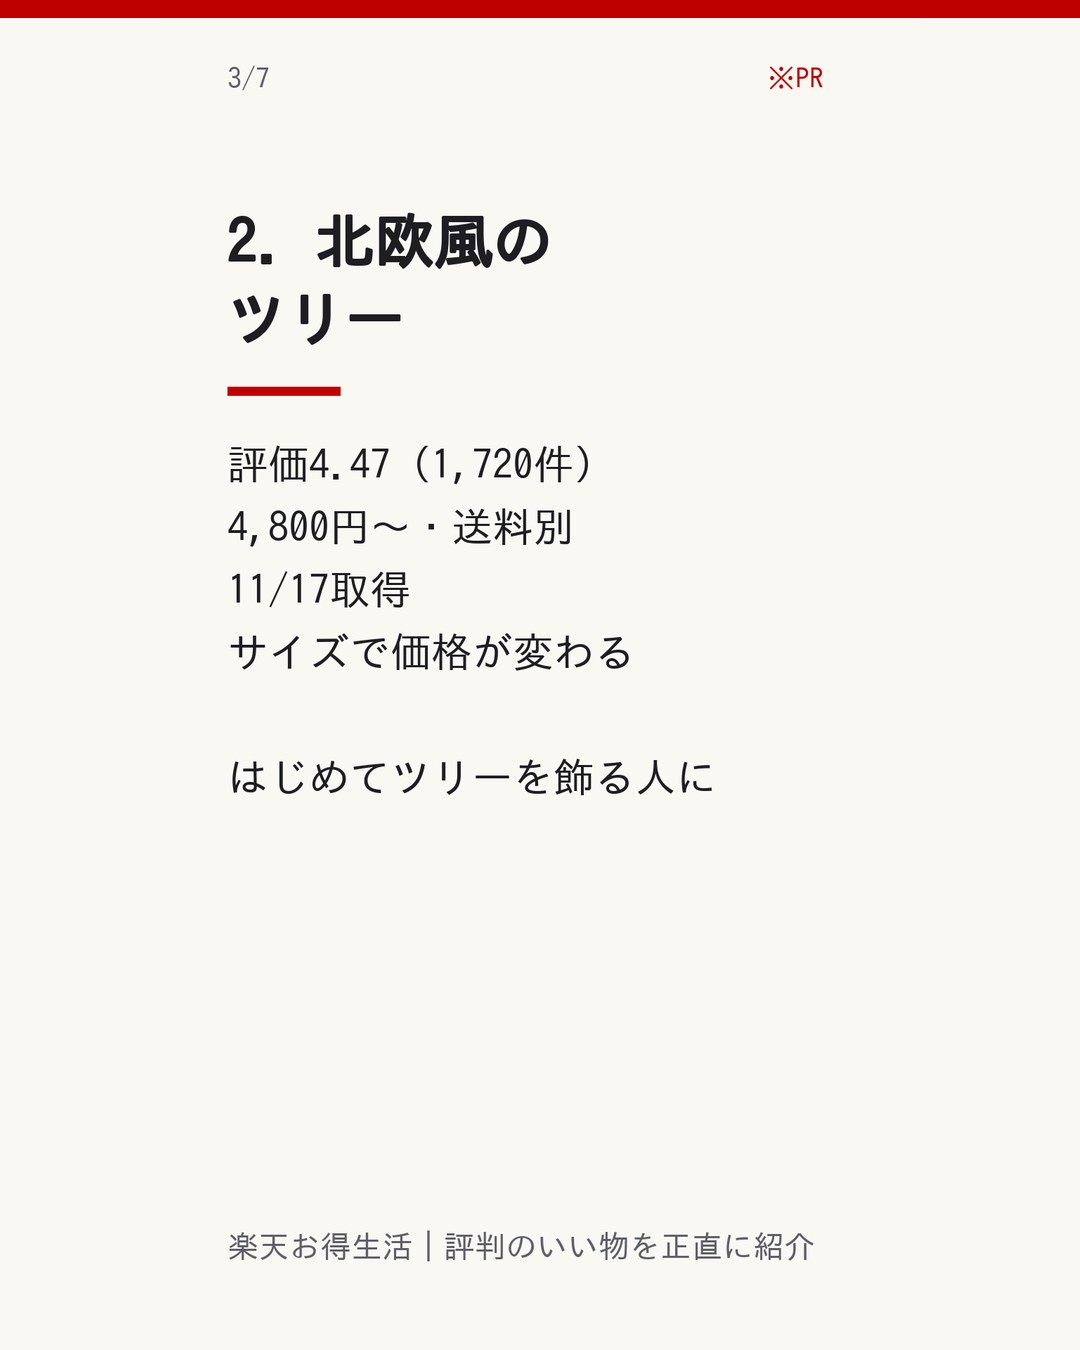 3/7
※PR
2. 北欧風の
ツリー
評価4.47（1,720件）
4,800円〜・送料別
11/17取得
サイズで価格が変わる
はじめてツリーを飾る人に
楽天お得生活｜評判のいい物を正直に紹介